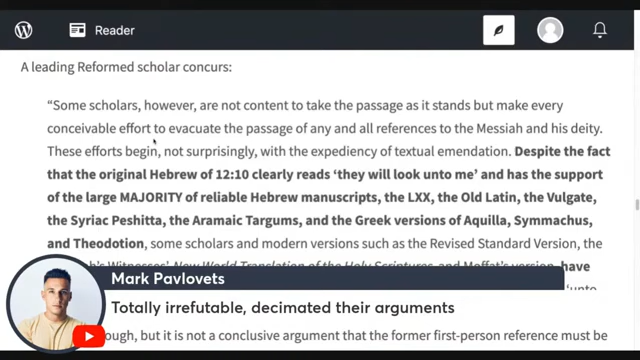 Reader
A leading Reformed scholar concurs:
“Some scholars, however, are not content to take the passage as it stands but make every
conceivable effort to evacuate the passage of any and all references to the Messiah and his deity.
These efforts begin, not surprisingly, with the expediency of textual emendation. Despite the fact
that the original Hebrew of 12:10 clearly reads ‘they will look unto me’ and has the support
of the large MAJORITY of reliable Hebrew manuscripts, the LXX, the Old Latin, the Vulgate,
the Syriac Peshitta, the Aramaic Targums, and the Greek versions of Aquilla, Symmachus,
and Theodotion, some scholars and modern versions such as the Revised Standard Version, the
New World Translation of the Holy Scriptures, and Moffat’s version, have
Mark Pavlovets
Totally irrefutable, decimated their arguments
‘unto
ough, but it is not a conclusive argument that the former first-person reference must be